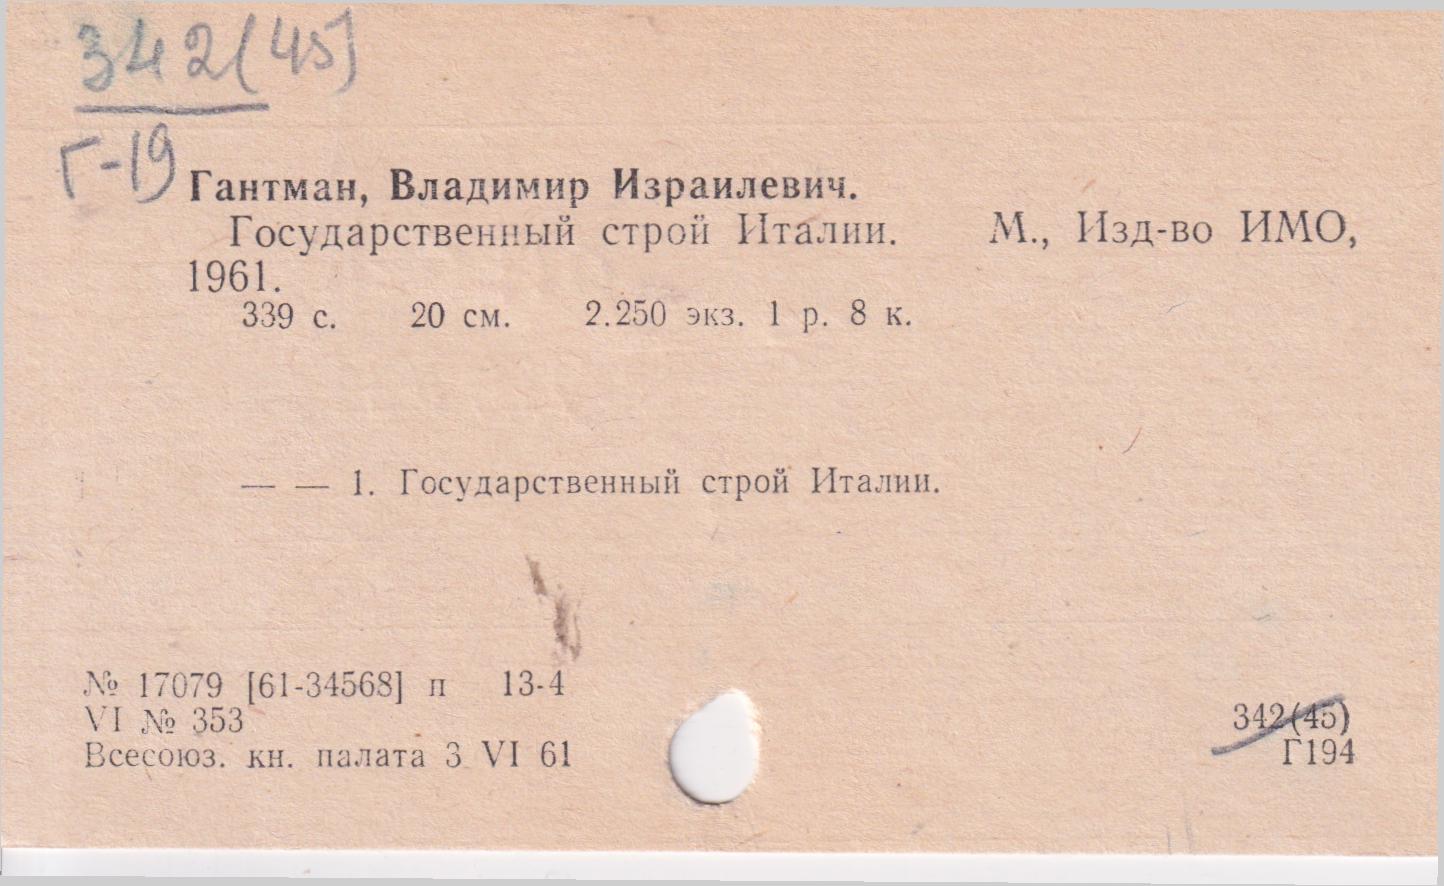 342(45)
Г-19
Гантман, Владимир Израилевич.
Государственный строй Италии. М., Изд-во ИМО,
1961.
339 с. 20 см. 2.250 экз. 1 р. 8 к.
— — 1. Государственный строй Италии.
№ 17079 [61-34568] п 13-4
VI № 353
Всесоюз. кн. палата 3 VI 61
342(45)
Г194